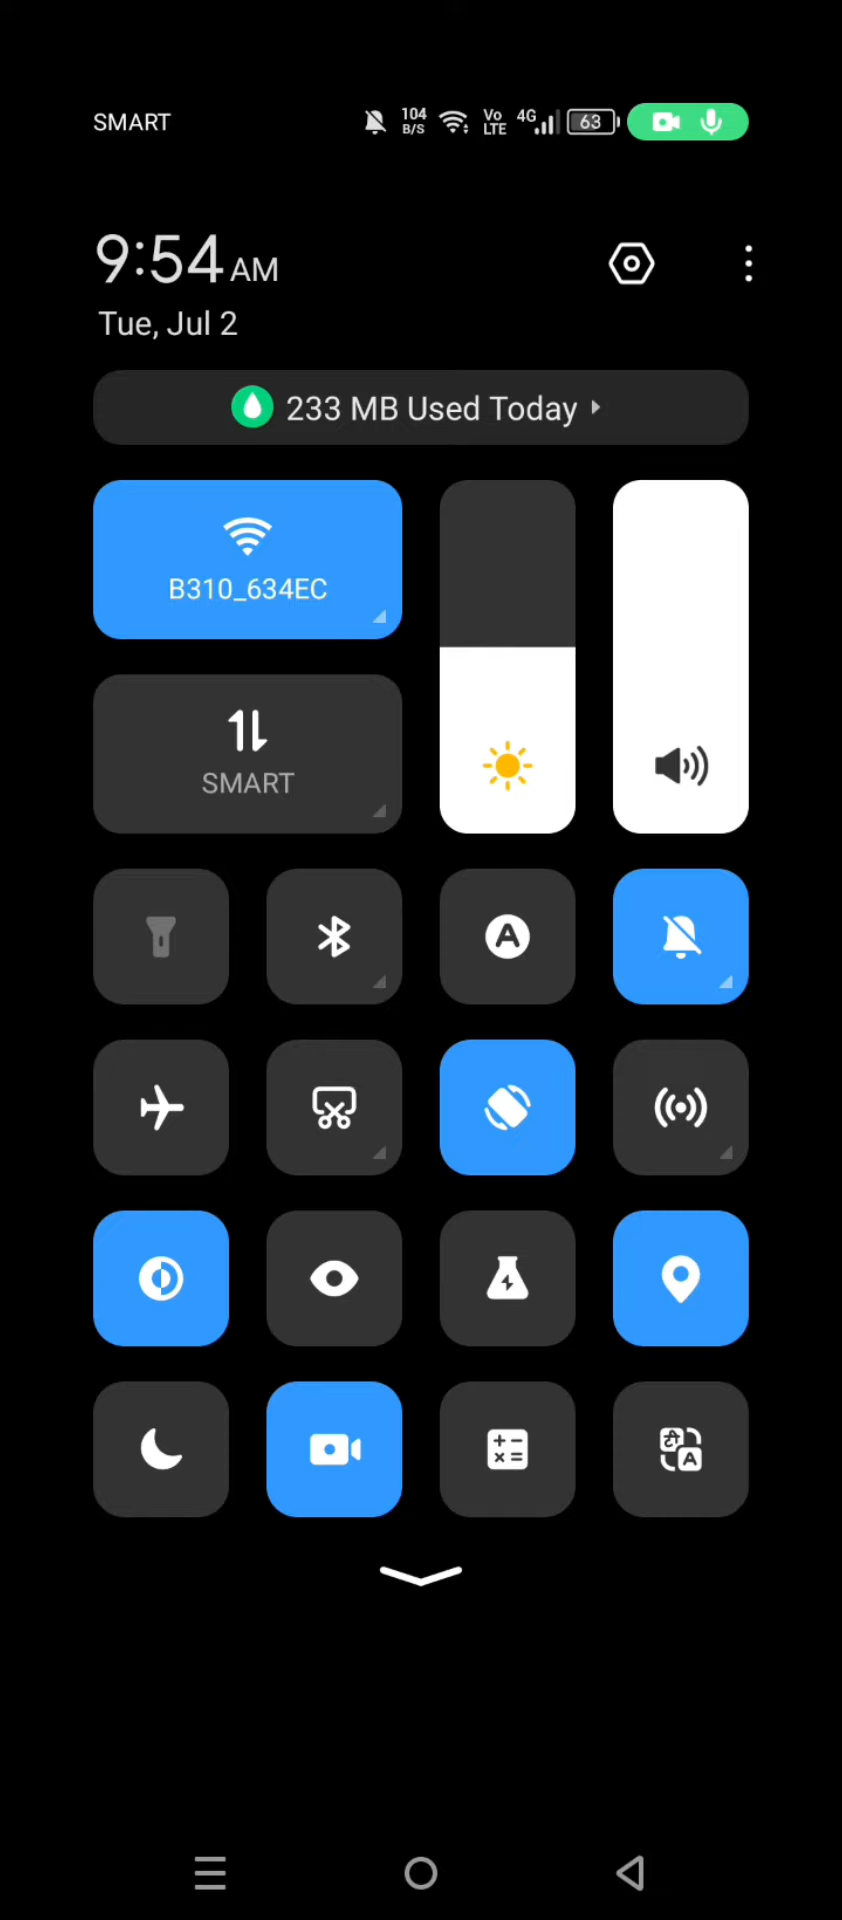 SMART
104
B/S
Vo
LTE
4G
63
9:54 AM
Tue, Jul 2
233 MB Used Today
B310_634EC
SMART
A
A